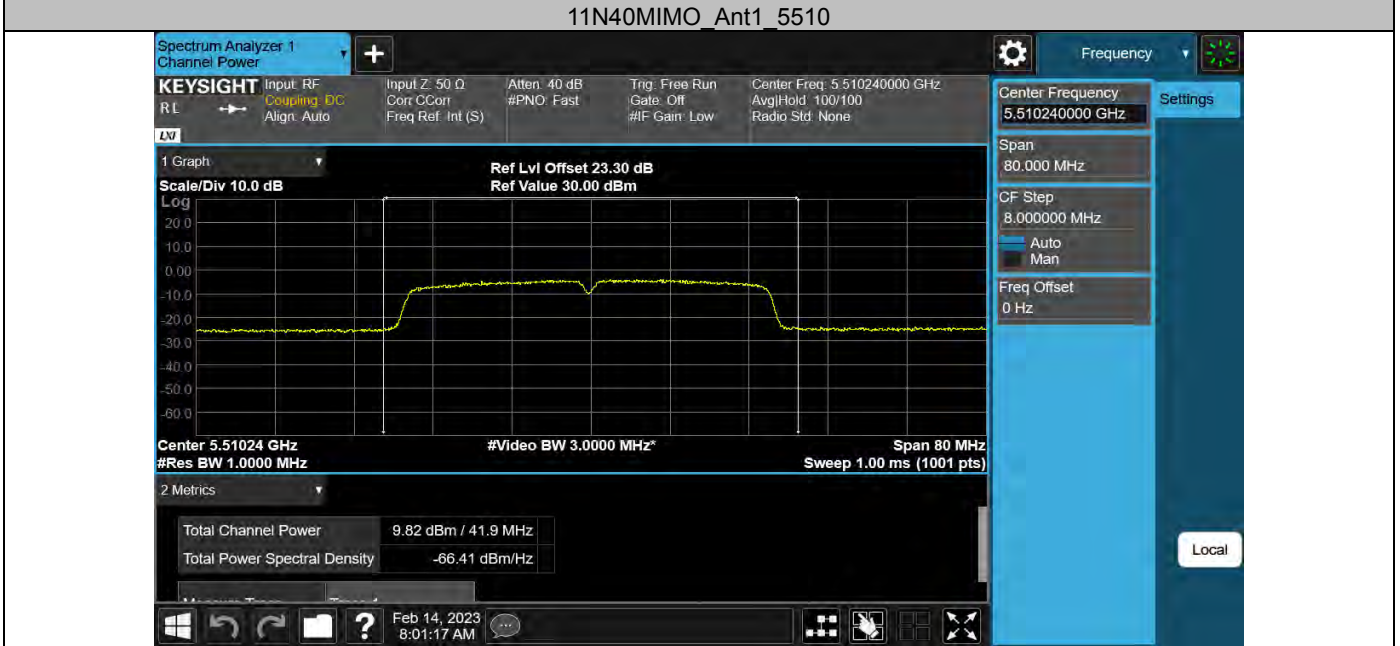 11N40MIMO_Ant1_5510
Spectrum Analyzer 1
Channel Power
Frequency
KEYSIGHT
R L
LXI
Input: RF
Coupling: DC
Align: Auto
Input Z: 50 Ω
Corr CCorr
Freq Ref: Int (S)
Atten: 40 dB
#PNO: Fast
Trig: Free Run
Gate: Off
#IF Gain: Low
Center Freq: 5.510240000 GHz
Avg|Hold: 100/100
Radio Std: None
Center Frequency
5.510240000 GHz
Settings
Span
80.000 MHz
CF Step
8.000000 MHz
Auto
Man
Freq Offset
0 Hz
1 Graph
Scale/Div 10.0 dB
Ref Lvl Offset 23.30 dB
Ref Value 30.00 dBm
Log
20.0
10.0
0.00
-10.0
-20.0
-30.0
-40.0
-50.0
-60.0
Center 5.51024 GHz
#Video BW 3.0000 MHz*
Span 80 MHz
#Res BW 1.0000 MHz
Sweep 1.00 ms (1001 pts)
2 Metrics
Total Channel Power 9.82 dBm / 41.9 MHz
Total Power Spectral Density -66.41 dBm/Hz
Local
Feb 14, 2023
8:01:17 AM